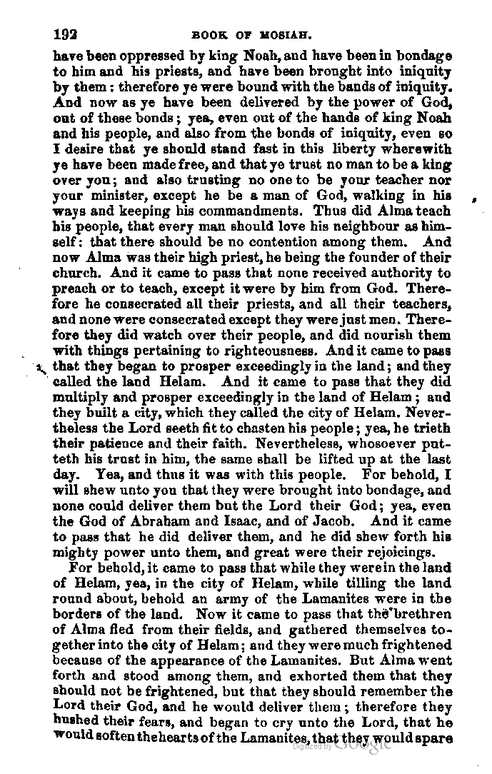 192 BOOK OF MOSIAH.
have been oppressed by king Noah, and have been in bondage
to him and his priests, and have been brought into iniquity
by them: therefore ye were bound with the bands of iniquity.
And now as ye have been delivered by the power of God,
out of these bonds; yea, even out of the hands of king Noah
and his people, and also from the bonds of iniquity, even so
I desire that ye should stand fast in this liberty wherewith
ye have been made free, and that ye trust no man to be a king
over you; and also trusting no one to be your teacher nor
your minister, except he be a man of God, walking in his
ways and keeping his commandments. Thus did Alma teach
his people, that every man should love his neighbour as him-
self: that there should be no contention among them. And
now Alma was their high priest, he being the founder of their
church. And it came to pass that none received authority to
preach or to teach, except it were by him from God. There-
fore he consecrated all their priests, and all their teachers,
and none were consecrated except they were just men. There-
fore they did watch over their people, and did nourish them
with things pertaining to righteousness. And it came to pass
that they began to prosper exceedingly in the land; and they
called the land Helam. And it came to pass that they did
multiply and prosper exceedingly in the land of Helam; and
they built a city, which they called the city of Helam. Never-
theless the Lord seeth fit to chasten his people; yea, he trieth
their patience and their faith. Nevertheless, whosoever put-
teth his trust in him, the same shall be lifted up at the last
day. Yea, and thus it was with this people. For behold, I
will shew unto you that they were brought into bondage, and
none could deliver them but the Lord their God; yea, even
the God of Abraham and Isaac, and of Jacob. And it came
to pass that he did deliver them, and he did shew forth his
mighty power unto them, and great were their rejoicings.
For behold, it came to pass that while they were in the land
of Helam, yea, in the city of Helam, while tilling the land
round about, behold an army of the Lamanites were in the
borders of the land. Now it came to pass that the brethren
of Alma fled from their fields, and gathered themselves to-
gether into the city of Helam; and they were much frightened
because of the appearance of the Lamanites. But Alma went
forth and stood among them, and exhorted them that they
should not be frightened, but that they should remember the
Lord their God, and he would deliver them; therefore they
hushed their fears, and began to cry unto the Lord, that he
would soften the hearts of the Lamanites, that they would spare
Digitized by Google